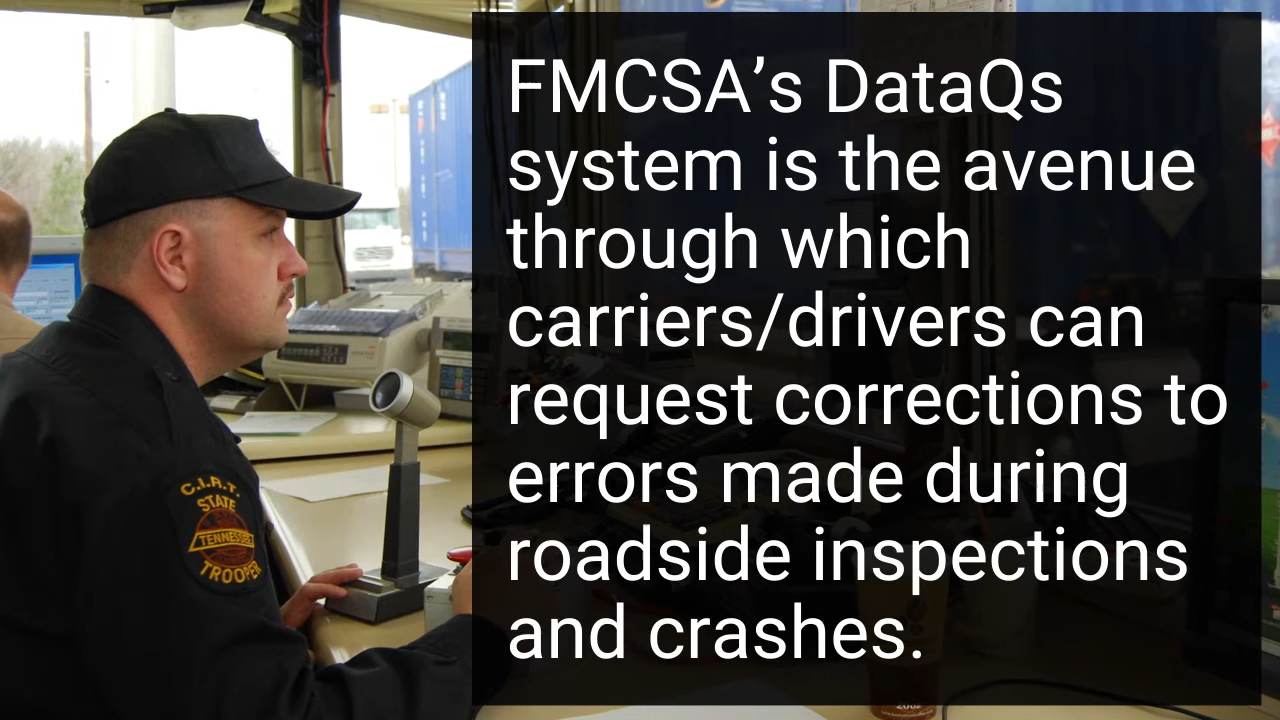 FMCSA’s DataQs
system is the avenue
through which
carriers/drivers can
request corrections to
errors made during
roadside inspections
and crashes.
C.I.R.T.
STATE
TENNESSEE
TROOPER
2002